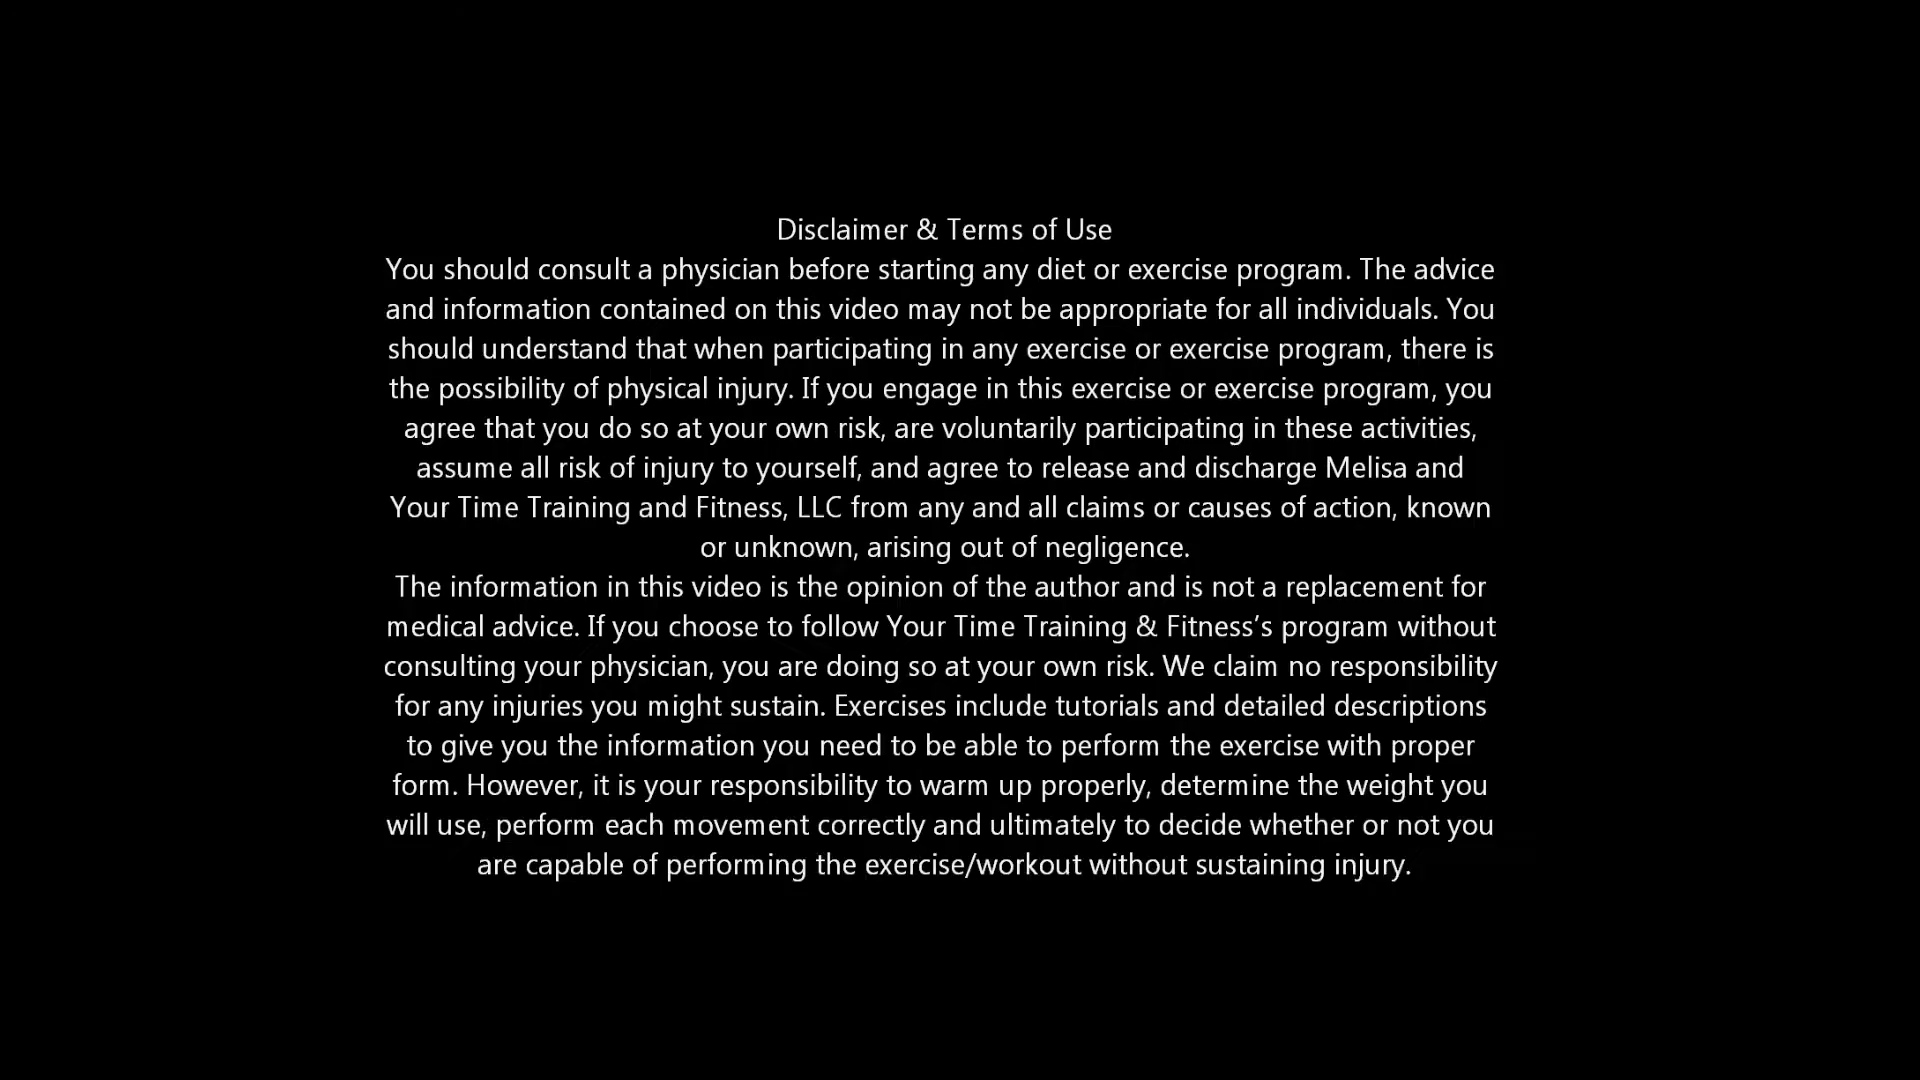 Disclaimer & Terms of Use
You should consult a physician before starting any diet or exercise program. The advice
and information contained on this video may not be appropriate for all individuals. You
should understand that when participating in any exercise or exercise program, there is
the possibility of physical injury. If you engage in this exercise or exercise program, you
agree that you do so at your own risk, are voluntarily participating in these activities,
assume all risk of injury to yourself, and agree to release and discharge Melisa and
Your Time Training and Fitness, LLC from any and all claims or causes of action, known
or unknown, arising out of negligence.
The information in this video is the opinion of the author and is not a replacement for
medical advice. If you choose to follow Your Time Training & Fitness’s program without
consulting your physician, you are doing so at your own risk. We claim no responsibility
for any injuries you might sustain. Exercises include tutorials and detailed descriptions
to give you the information you need to be able to perform the exercise with proper
form. However, it is your responsibility to warm up properly, determine the weight you
will use, perform each movement correctly and ultimately to decide whether or not you
are capable of performing the exercise/workout without sustaining injury.